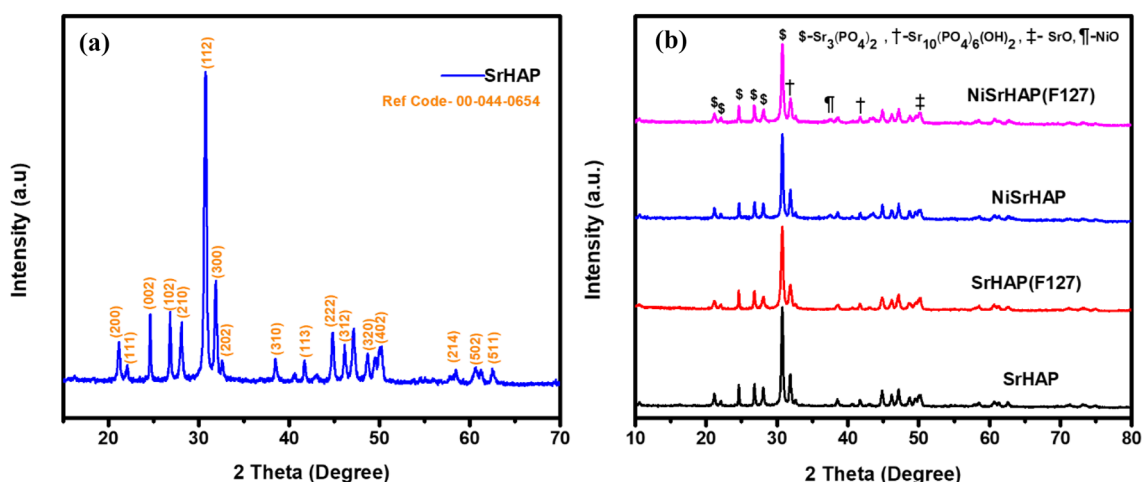 (a)
SrHAP
Ref Code- 00-044-0654
(200)
(111)
(002)
(102)
(210)
(112)
(300)
(202)
(310)
(113)
(222)
(312)
(320)
(402)
(214)
(502)
(511)
Intensity (a.u)
20 30 40 50 60 70
2 Theta (Degree)
(b)
$ $-Sr3(PO4)2 , †-Sr10(PO4)6(OH)2 , ‡- SrO, ¶-NiO
$ $ $ $ $ † ¶ † ‡
NiSrHAP(F127)
NiSrHAP
SrHAP(F127)
SrHAP
Intensity (a.u.)
10 20 30 40 50 60 70 80
2 Theta (Degree)